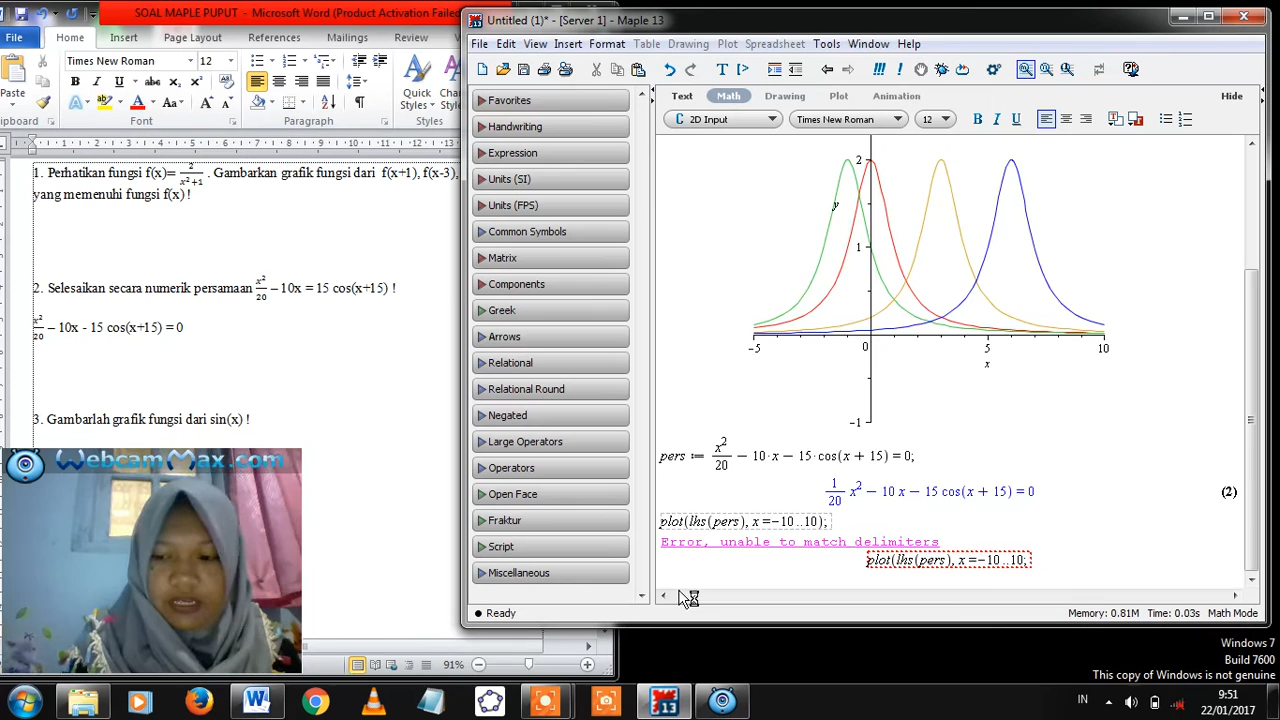 SOAL MAPLE PUPUT - Microsoft Word (Product Activation Failed
Untitled (1)* - [Server 1] - Maple 13
File Home Insert Page Layout References Mailings Review
File Edit View Insert Format Table Drawing Plot Spreadsheet Tools Window Help
Times New Roman 12
Paste
Quick Styles
Font Paragraph
Text Math Drawing Plot Animation Hide
C 2D Input Times New Roman 12 B I U
Favorites
Handwriting
Expression
Units (SI)
Units (FPS)
Common Symbols
Matrix
Components
Greek
Arrows
Relational
Relational Round
Negated
Large Operators
Operators
Open Face
Fraktur
Script
Miscellaneous
1. Perhatikan fungsi f(x)= 2/(x²+1) . Gambarkan grafik fungsi dari f(x+1), f(x-3),
yang memenuhi fungsi f(x) !
2. Selesaikan secara numerik persamaan x²/20 – 10x = 15 cos(x+15) !
x²/20 – 10x - 15 cos(x+15) = 0
3. Gambarlah grafik fungsi dari sin(x) !
2
y
1
-5 0 5 10
x
-1
pers := x²/20 − 10·x − 15·cos(x + 15) = 0;
1/20 x² − 10 x − 15 cos(x + 15) = 0 (2)
plot(lhs(pers), x =−10 ..10);
Error, unable to match delimiters
plot(lhs(pers), x =−10 ..10;
Ready Memory: 0.81M Time: 0.03s Math Mode
WebcamMax.com
91%
Windows 7
Build 7600
This copy of Windows is not genuine
IN 9:51
22/01/2017